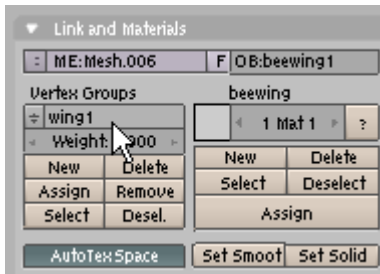 Link and Materials
ME:Mesh.006 F OB:beewing1
Vertex Groups beewing
wing1
1 Mat 1 ?
Weight:
New Delete New Delete
Assign Remove Select Deselect
Select Desel. Assign
AutoTexSpace Set Smoot Set Solid